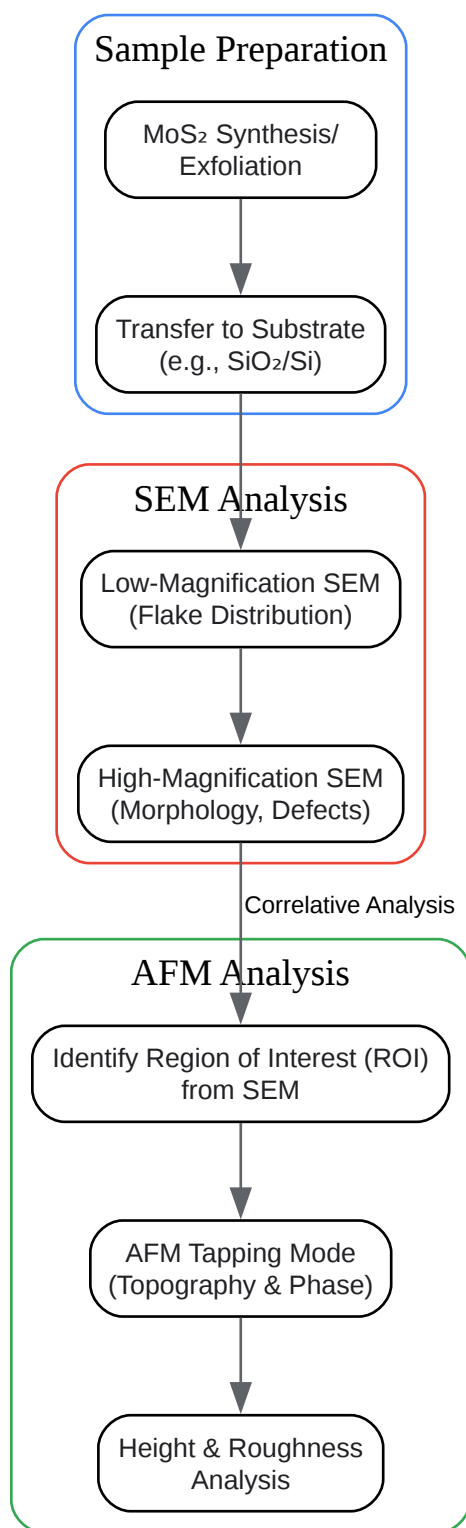 Sample Preparation
MoS₂ Synthesis/
Exfoliation
Transfer to Substrate
(e.g., SiO₂/Si)
SEM Analysis
Low-Magnification SEM
(Flake Distribution)
High-Magnification SEM
(Morphology, Defects)
Correlative Analysis
AFM Analysis
Identify Region of Interest (ROI)
from SEM
AFM Tapping Mode
(Topography & Phase)
Height & Roughness
Analysis